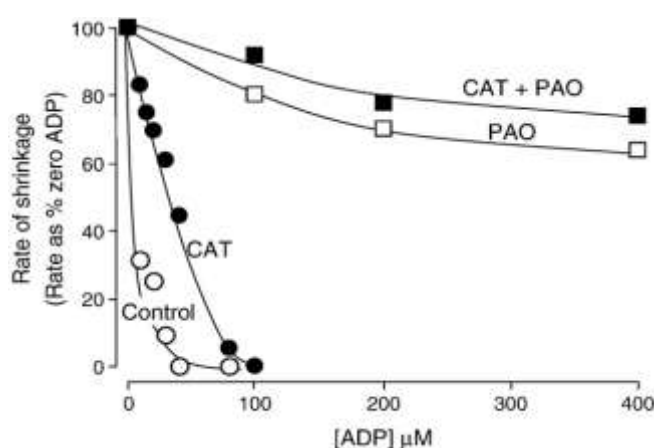 Rate of shrinkage
(Rate as % zero ADP)
100
80
60
40
20
0
CAT + PAO
PAO
CAT
Control
0 100 200 300 400
[ADP] μM